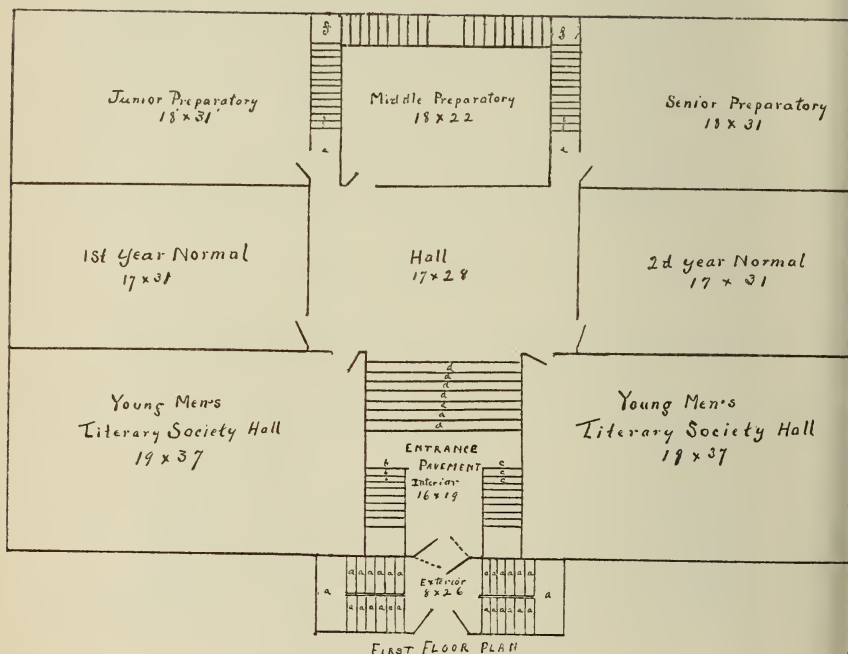 Junior Preparatory
18' x 31'
Middle Preparatory
18 x 22
Senior Preparatory
18 x 31
1st Year Normal
17 x 31
Hall
17 x 28
2d year Normal
17 x 31
Young Men's
Literary Society Hall
19 x 37
Young Men's
Literary Society Hall
19 x 37
d
d
d
d
d
d
d
ENTRANCE
PAVEMENT
Interior
16 x 19
c
c
c
a
a a a a a a
a a a a a a
Exterior
8 x 26
a a a a a a
a a a a a a
a
FIRST FLOOR PLAN